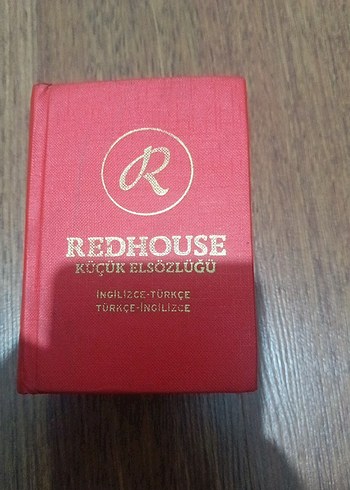 R
REDHOUSE
KÜÇÜK ELSÖZLÜĞÜ
İNGİLİZCE-TÜRKÇE
TÜRKÇE-İNGİLİZCE